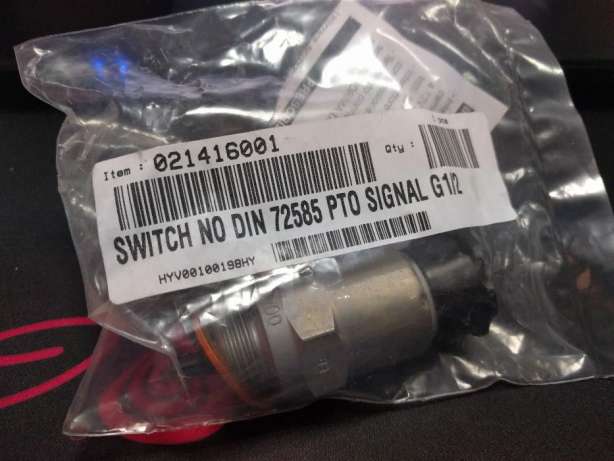 Item : 021416001
Qty :
SWITCH NO DIN 72585 PTO SIGNAL G1/2
HYV00100198HY